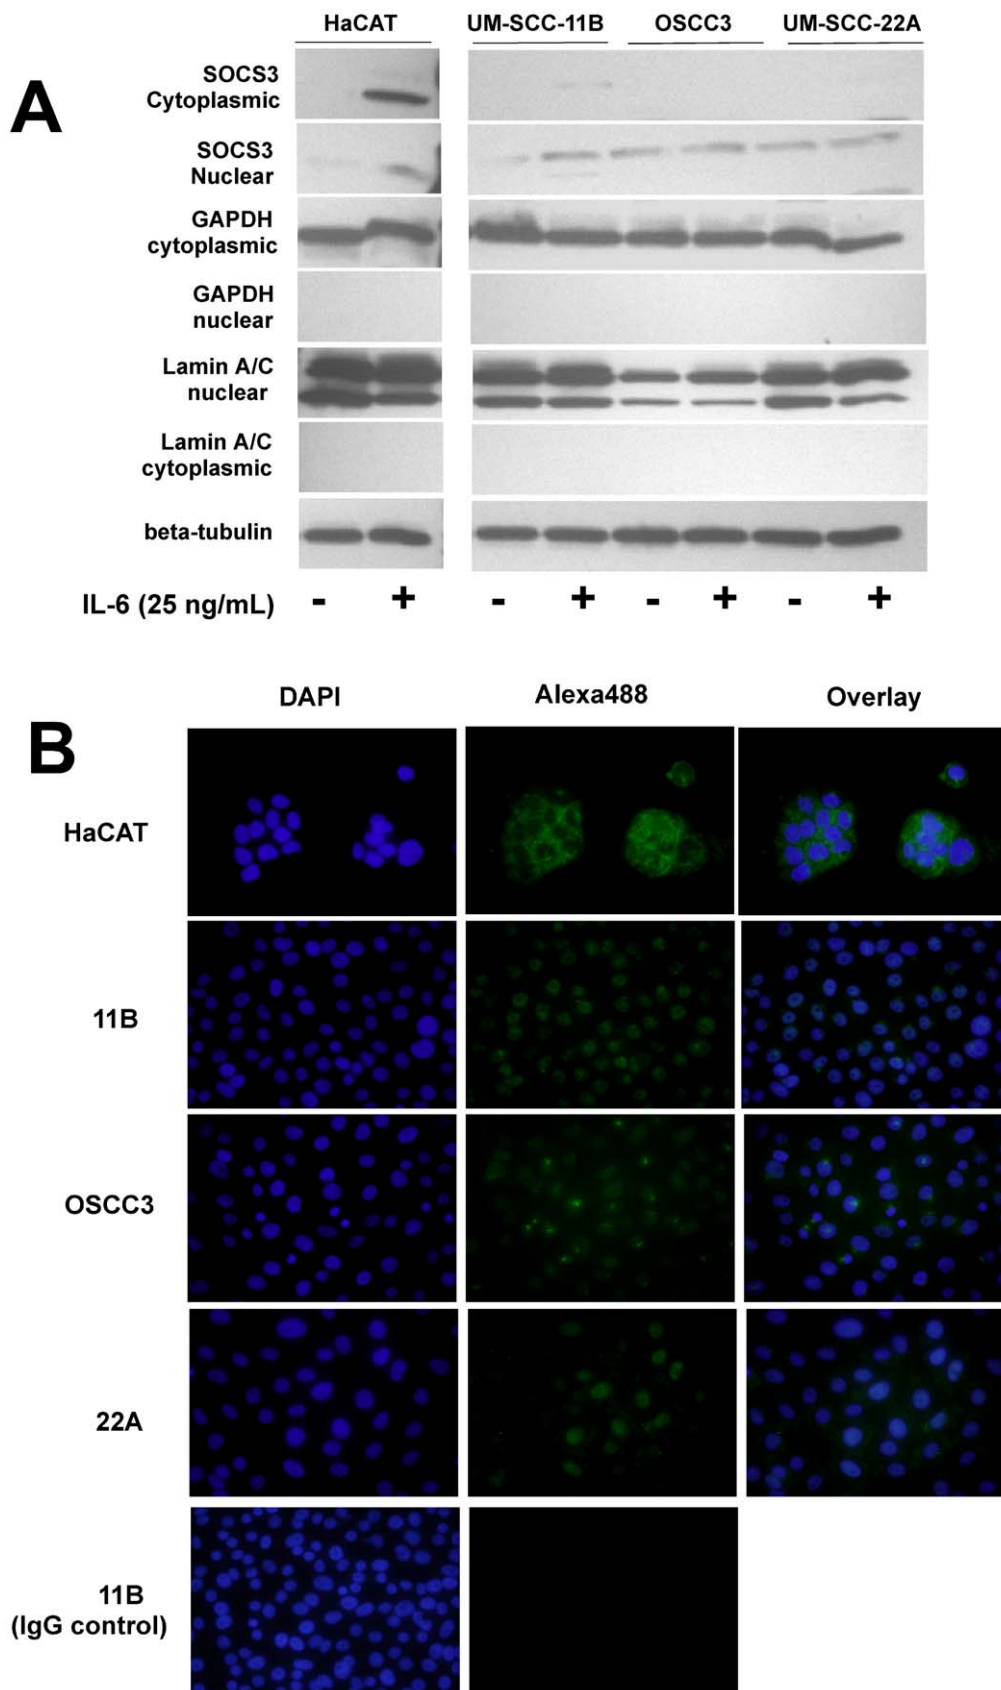 HaCAT UM-SCC-11B OSCC3 UM-SCC-22A
A
SOCS3
Cytoplasmic
SOCS3
Nuclear
GAPDH
cytoplasmic
GAPDH
nuclear
Lamin A/C
nuclear
Lamin A/C
cytoplasmic
beta-tubulin
IL-6 (25 ng/mL) - + - + - + - +
B
DAPI Alexa488 Overlay
HaCAT
11B
OSCC3
22A
11B
(IgG control)